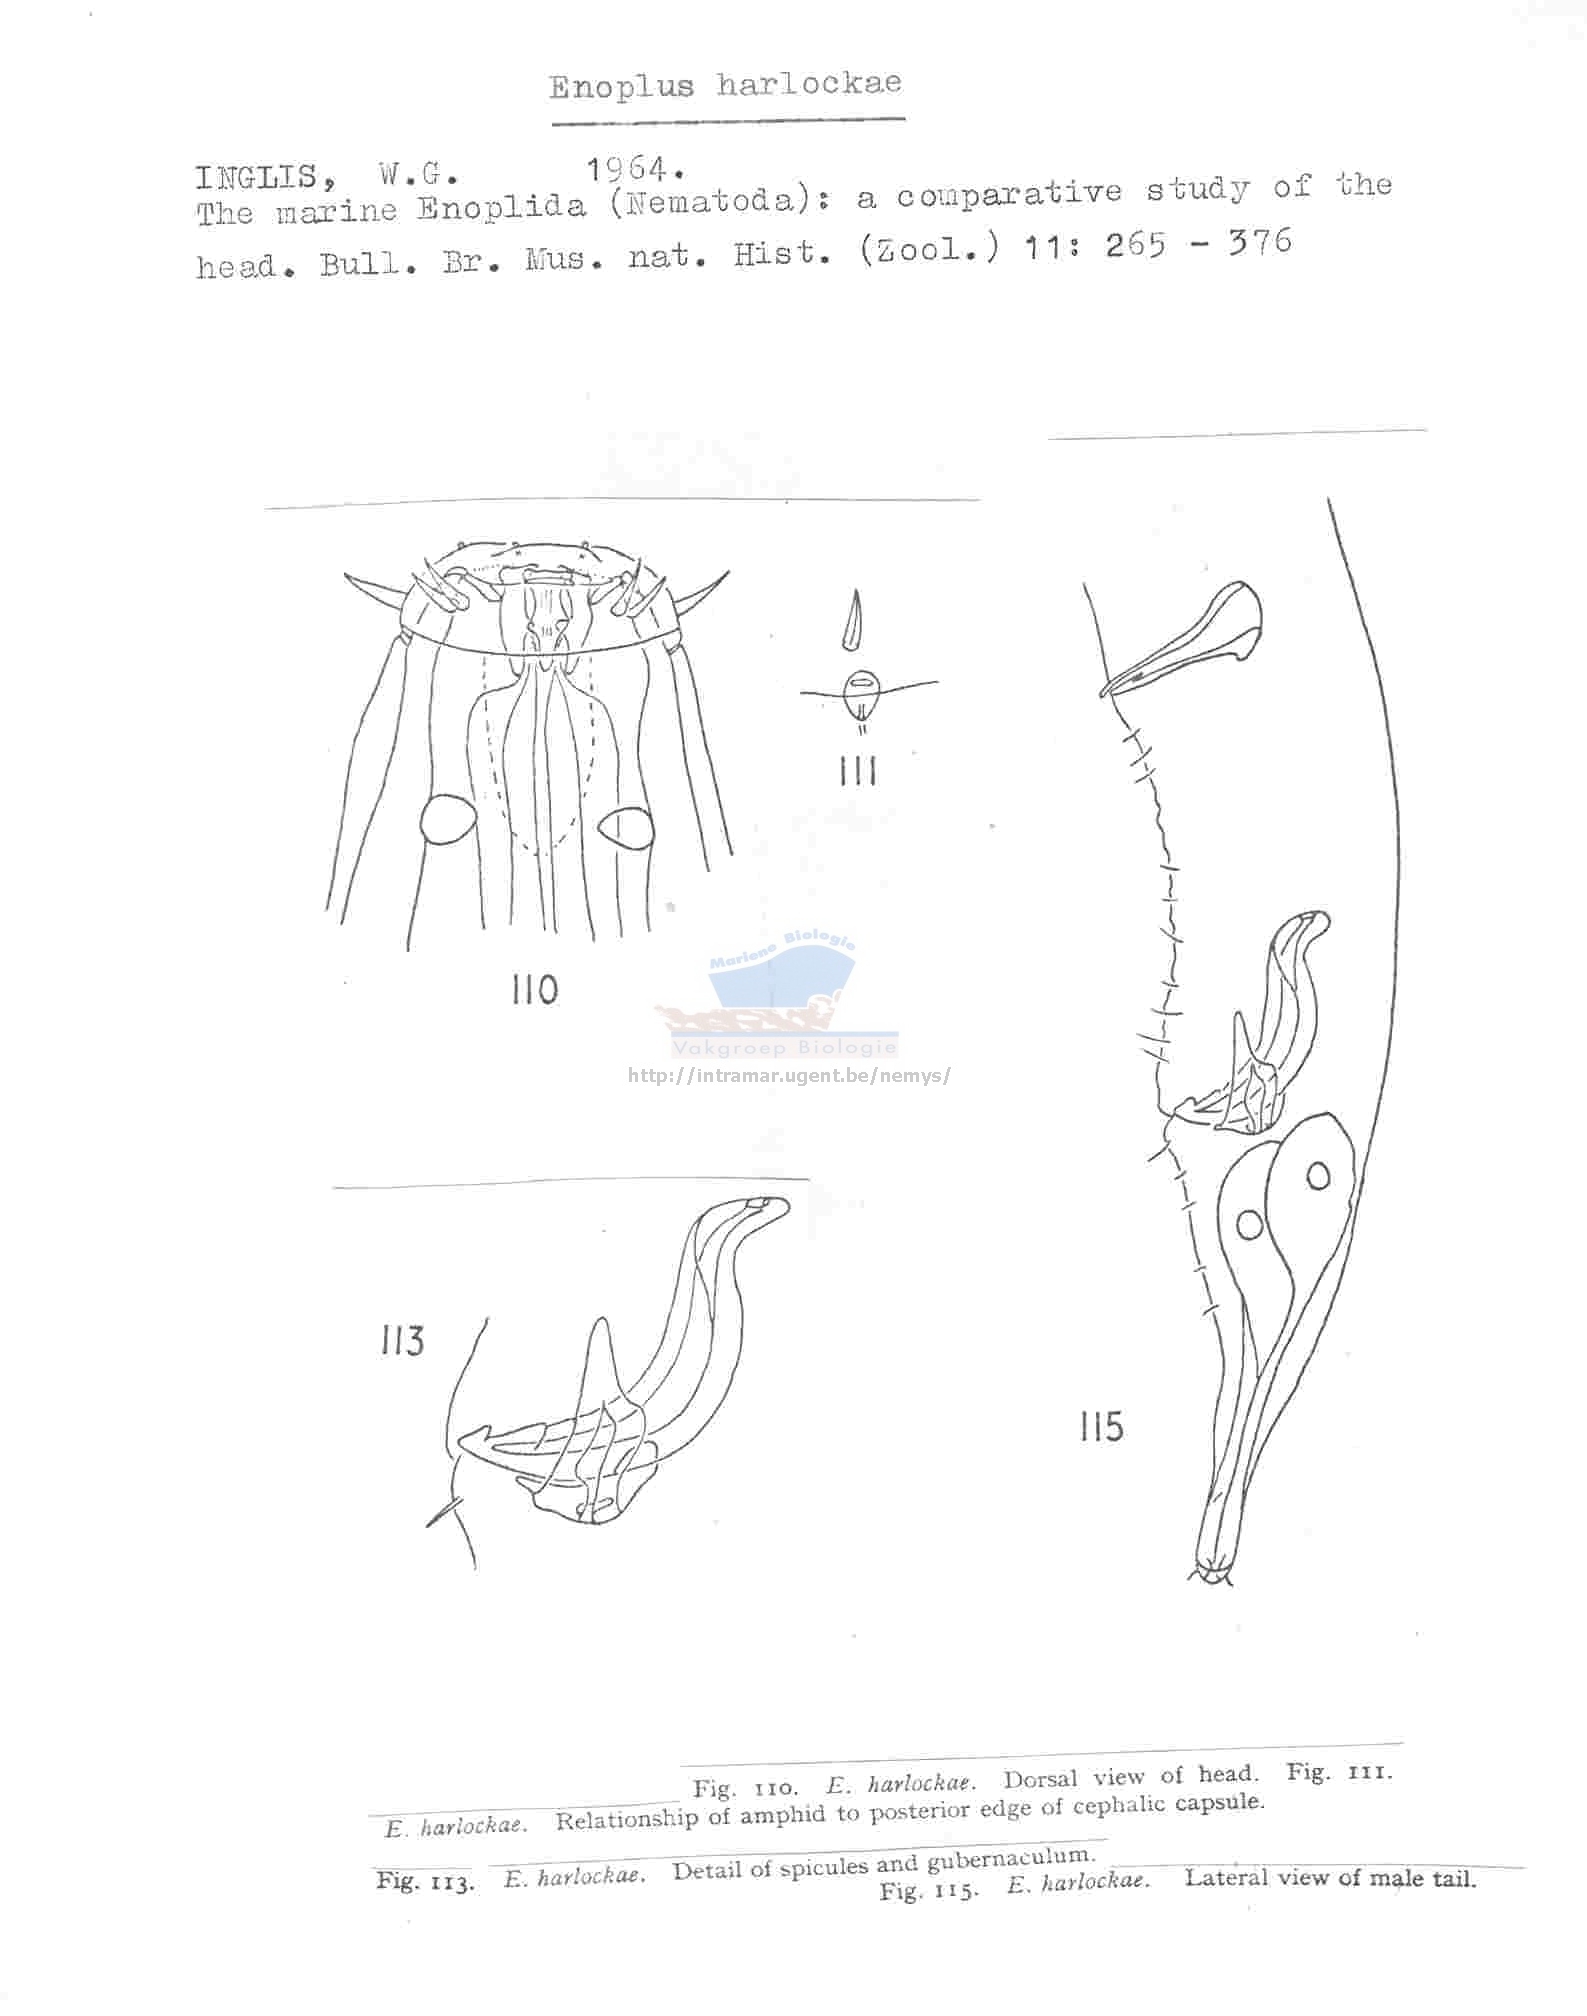 Enoplus harlockae
INGLIS, W.G. 1964.
The marine Enoplida (Nematoda): a comparative study of the
head. Bull. Br. Mus. nat. Hist. (Zool.) 11: 265 - 376
111
110
Mariene Biologie
Vakgroep Biologie
http://intramar.ugent.be/nemys/
113
115
Fig. 110. E. harlockae. Dorsal view of head. Fig. 111.
E. harlockae. Relationship of amphid to posterior edge of cephalic capsule.
Fig. 113. E. harlockae. Detail of spicules and gubernaculum.
Fig. 115. E. harlockae. Lateral view of male tail.